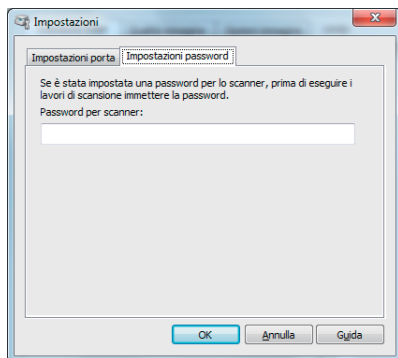 Impostazioni
Impostazioni porta Impostazioni password
Se è stata impostata una password per lo scanner, prima di eseguire i
lavori di scansione immettere la password.
Password per scanner:
OK Annulla Guida